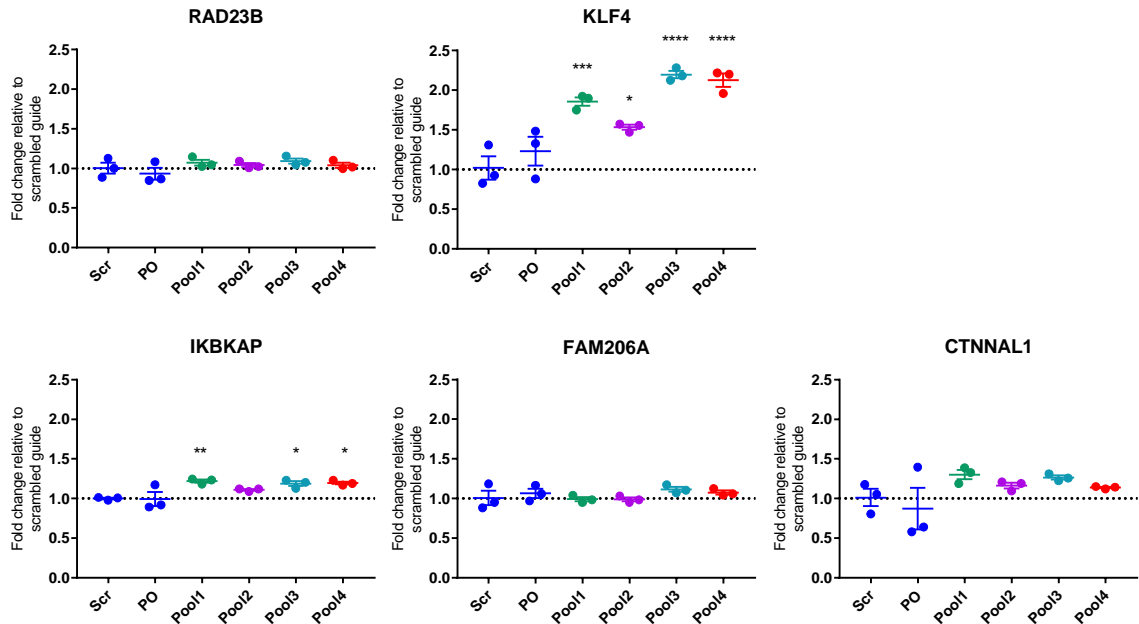 RAD23B
Fold change relative to
scrambled guide
2.5
2.0
1.5
1.0
0.5
0.0
Scr
PO
Pool1
Pool2
Pool3
Pool4
KLF4
Fold change relative to
scrambled guide
2.5
2.0
1.5
1.0
0.5
0.0
***
*
****
****
Scr
PO
Pool1
Pool2
Pool3
Pool4
IKBKAP
Fold change relative to
scrambled guide
2.5
2.0
1.5
1.0
0.5
0.0
**
*
*
Scr
PO
Pool1
Pool2
Pool3
Pool4
FAM206A
Fold change relative to
scrambled guide
2.5
2.0
1.5
1.0
0.5
0.0
Scr
PO
Pool1
Pool2
Pool3
Pool4
CTNNAL1
Fold change relative to
scrambled guide
2.5
2.0
1.5
1.0
0.5
0.0
Scr
PO
Pool1
Pool2
Pool3
Pool4